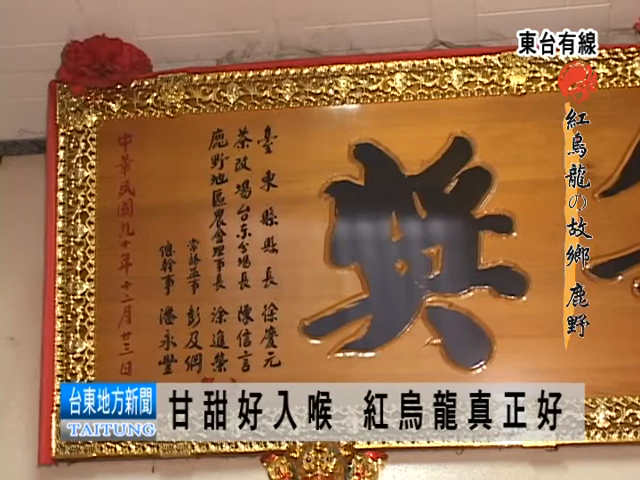 東台有線
紅烏龍の故鄉 鹿野
臺東縣縣長 徐慶元
茶改場台東分場長 陳信言
鹿野地區農會理事長 徐進榮
常務監事 彭及網
總幹事 潘永豐
中華民國九十年十二月廿三日
台東地方新聞
TAITUNG
甘甜好入喉 紅烏龍真正好